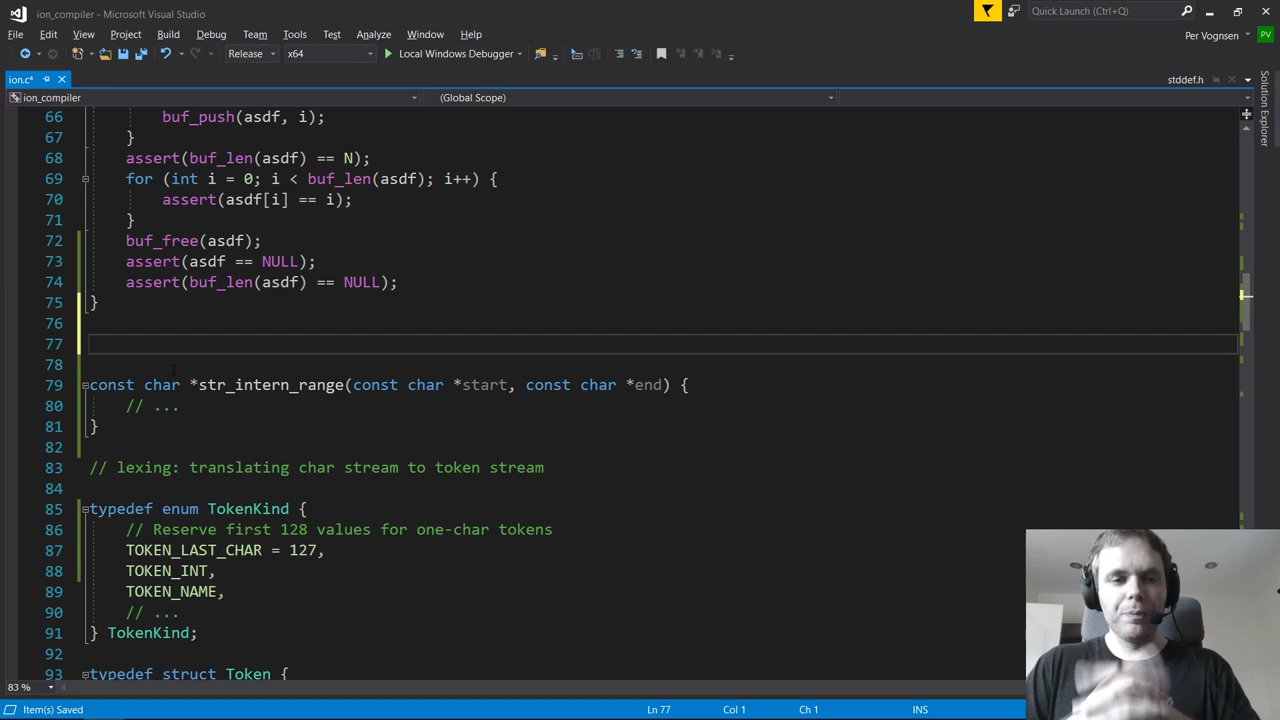 ion_compiler - Microsoft Visual Studio
Quick Launch (Ctrl+Q)
File Edit View Project Build Debug Team Tools Test Analyze Window Help
Per Vognsen PV
Release x64 Local Windows Debugger
ion.c* stddef.h
ion_compiler (Global Scope)
Solution Explorer
66 buf_push(asdf, i);
67 }
68 assert(buf_len(asdf) == N);
69 for (int i = 0; i < buf_len(asdf); i++) {
70 assert(asdf[i] == i);
71 }
72 buf_free(asdf);
73 assert(asdf == NULL);
74 assert(buf_len(asdf) == NULL);
75 }
76
77
78
79 const char *str_intern_range(const char *start, const char *end) {
80 // ...
81 }
82
83 // lexing: translating char stream to token stream
84
85 typedef enum TokenKind {
86 // Reserve first 128 values for one-char tokens
87 TOKEN_LAST_CHAR = 127,
88 TOKEN_INT,
89 TOKEN_NAME,
90 // ...
91 } TokenKind;
92
93 typedef struct Token {
83 %
Item(s) Saved Ln 77 Col 1 Ch 1 INS